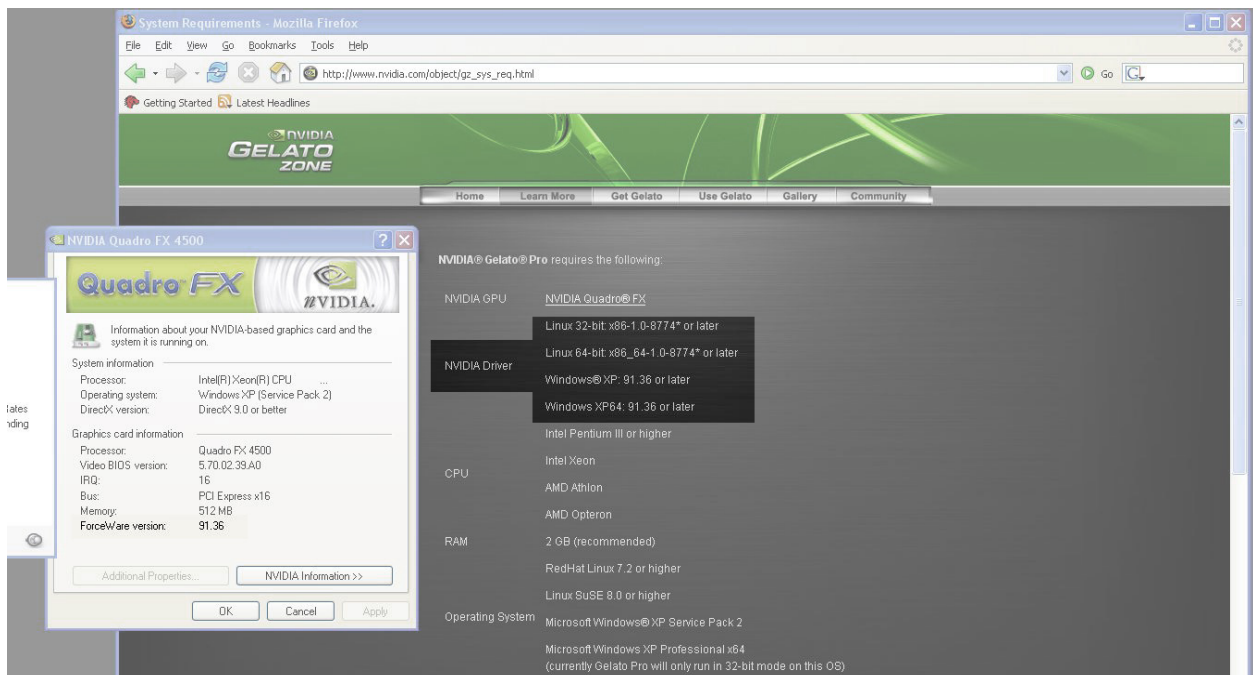 System Requirements - Mozilla Firefox
File Edit View Go Bookmarks Tools Help
http://www.nvidia.com/object/gz_sys_req.html
Go
G
Getting Started Latest Headlines
NVIDIA
GELATO
ZONE
Home Learn More Get Gelato Use Gelato Gallery Community
NVIDIA® Gelato® Pro requires the following:
NVIDIA GPU NVIDIA Quadro® FX
NVIDIA Driver
Linux 32-bit: x86-1.0-8774* or later
Linux 64-bit: x86_64-1.0-8774* or later
Windows® XP: 91.36 or later
Windows XP64: 91.36 or later
CPU
Intel Pentium III or higher
Intel Xeon
AMD Athlon
AMD Opteron
RAM 2 GB (recommended)
Operating System
RedHat Linux 7.2 or higher
Linux SuSE 8.0 or higher
Microsoft Windows® XP Service Pack 2
Microsoft Windows XP Professional x64
(currently Gelato Pro will only run in 32-bit mode on this OS)
NVIDIA Quadro FX 4500
Quadro FX
NVIDIA.
Information about your NVIDIA-based graphics card and the
system it is running on.
System information
Processor: Intel(R) Xeon(R) CPU ...
Operating system: Windows XP (Service Pack 2)
DirectX version: DirectX 9.0 or better
Graphics card information
Processor: Quadro FX 4500
Video BIOS version: 5.70.02.39.A0
IRQ: 16
Bus: PCI Express x16
Memory: 512 MB
ForceWare version: 91.36
Additional Properties... NVIDIA Information >>
OK Cancel Apply